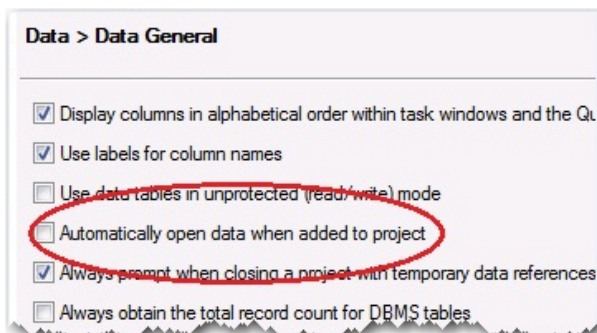 Data > Data General
Display columns in alphabetical order within task windows and the Qu
Use labels for column names
Use data tables in unprotected (read/write) mode
Automatically open data when added to project
Always prompt when closing a project with temporary data references
Always obtain the total record count for DBMS tables